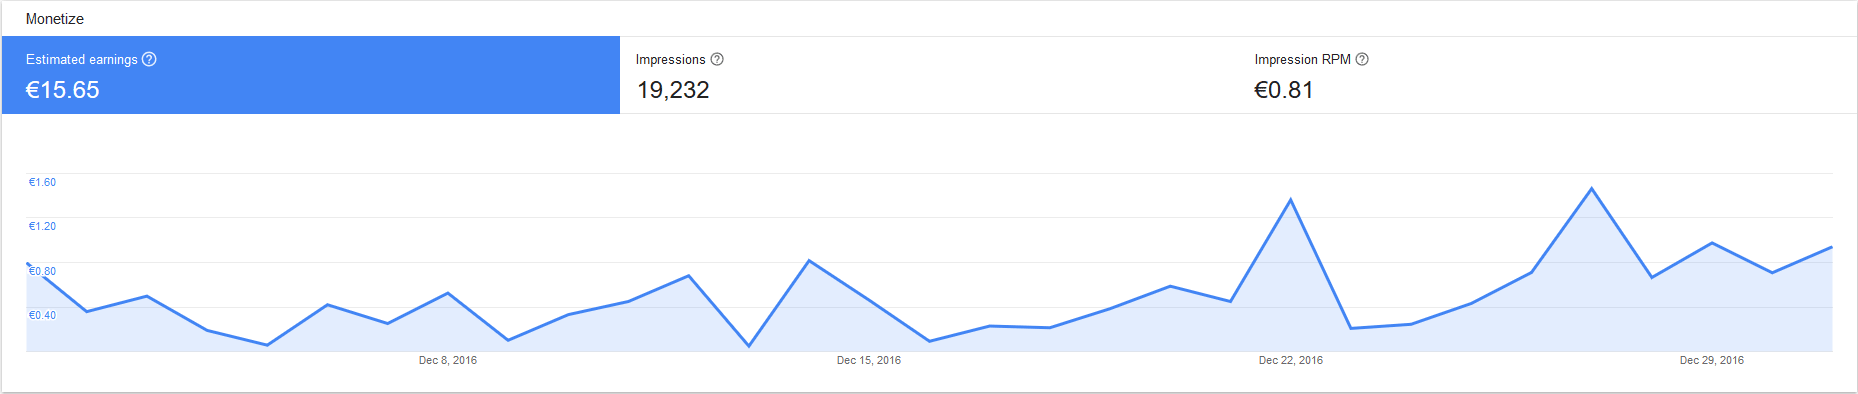 Monetize
Estimated earnings ?
€15.65
Impressions ?
19,232
Impression RPM ?
€0.81
€1.60
€1.20
€0.80
€0.40
Dec 8, 2016
Dec 15, 2016
Dec 22, 2016
Dec 29, 2016